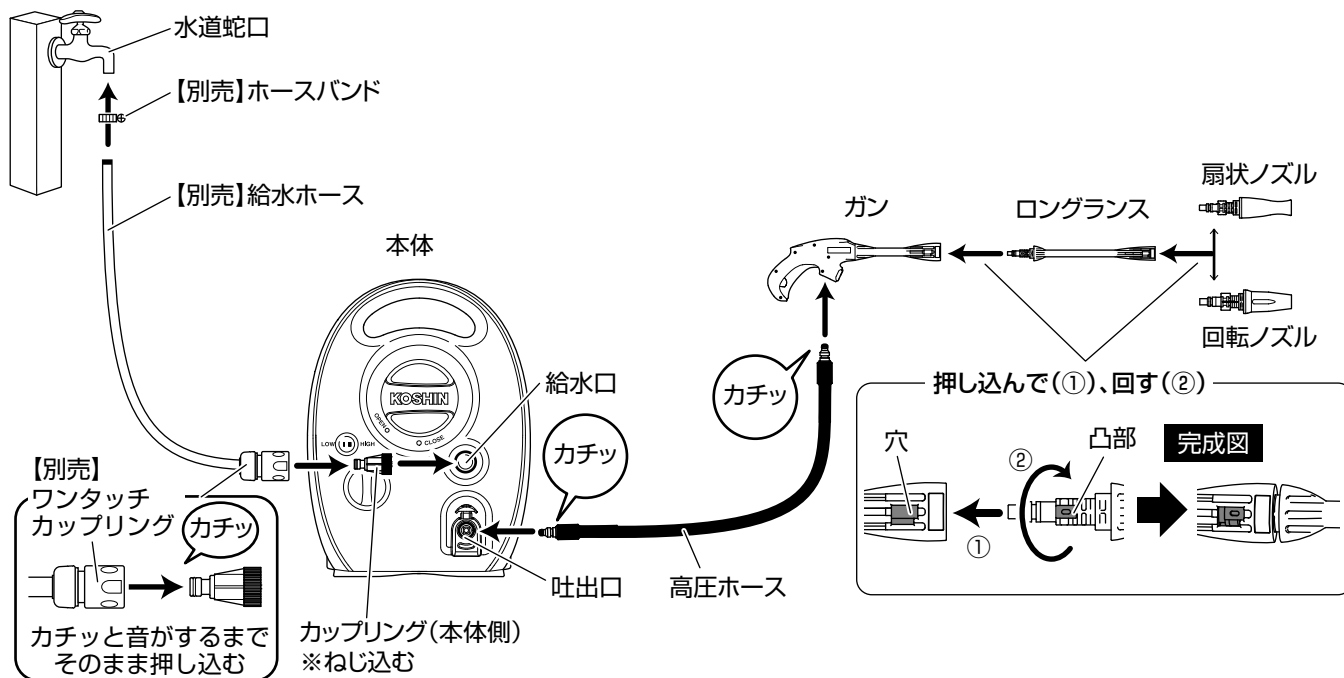 水道蛇口
【別売】ホースバンド
【別売】給水ホース
本体
ガン
ロングランス
扇状ノズル
回転ノズル
KOSHIN
OPEN
CLOSE
LOW
HIGH
給水口
カチッ
カチッ
吐出口
高圧ホース
【別売】
ワンタッチ
カップリング
カチッ
カチッと音がするまで
そのまま押し込む
カップリング(本体側)
※ねじ込む
押し込んで(①)、回す(②)
穴
①
②
凸部
完成図